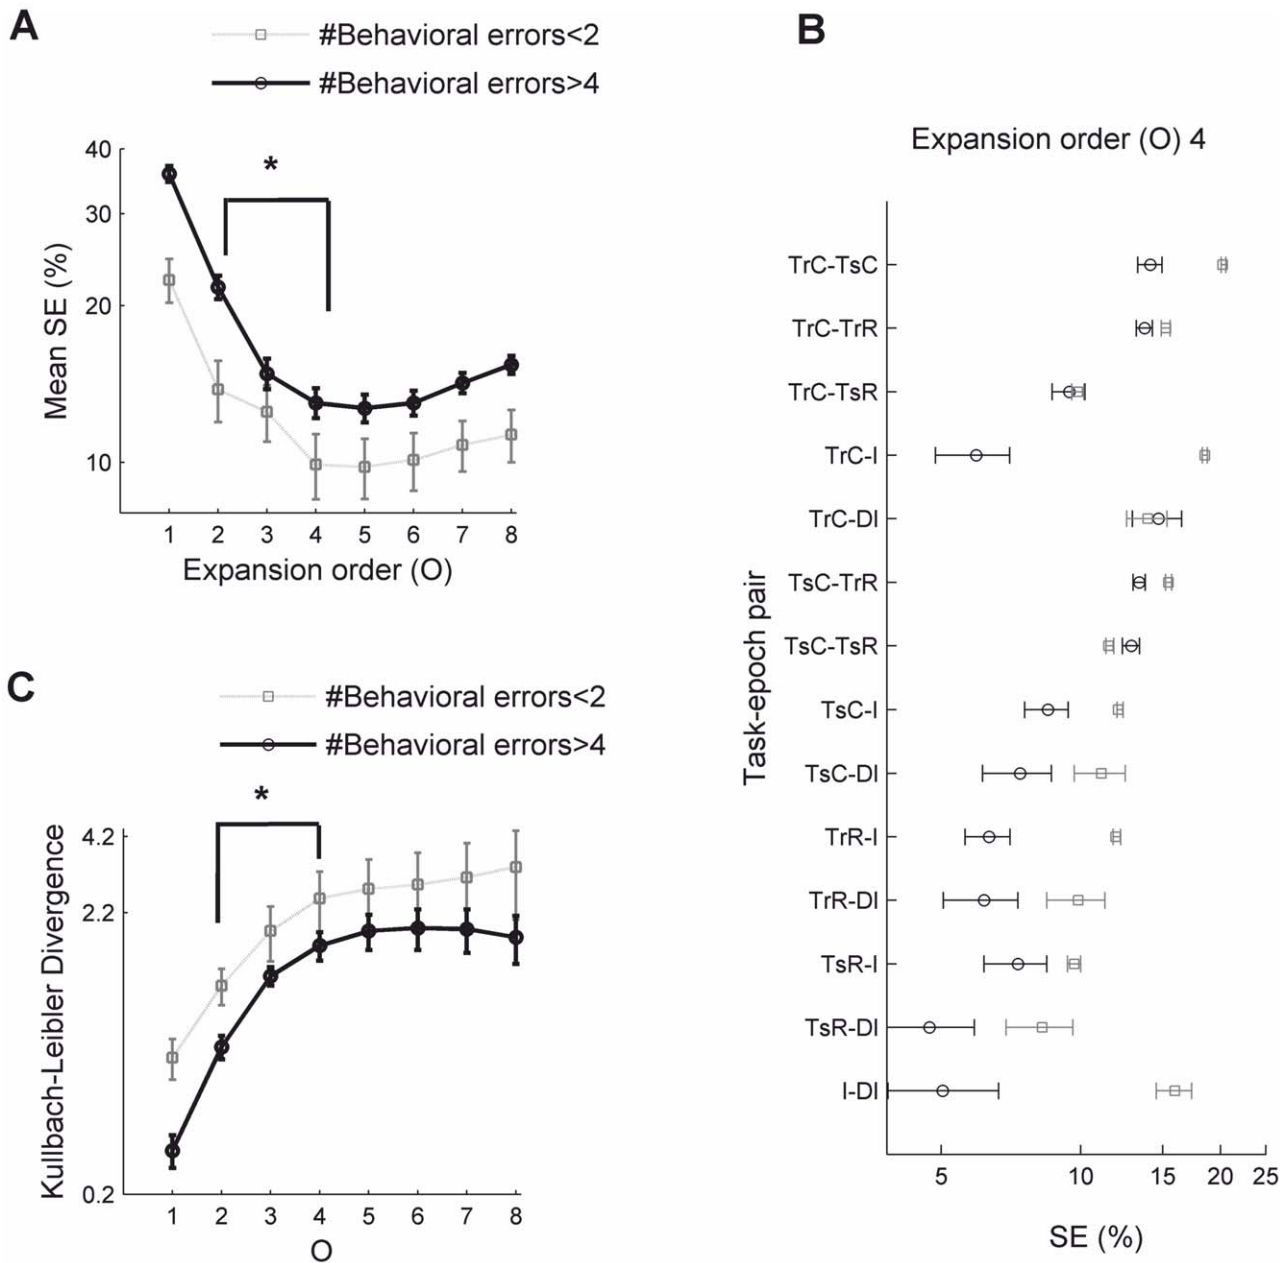 A
#Behavioral errors<2
#Behavioral errors>4
40
30
20
10
Mean SE (%)
*
1 2 3 4 5 6 7 8
Expansion order (O)
B
Expansion order (O) 4
Task-epoch pair
TrC-TsC
TrC-TrR
TrC-TsR
TrC-I
TrC-DI
TsC-TrR
TsC-TsR
TsC-I
TsC-DI
TrR-I
TrR-DI
TsR-I
TsR-DI
I-DI
5 10 15 20 25
SE (%)
C
#Behavioral errors<2
#Behavioral errors>4
*
4.2
2.2
0.2
Kullbach-Leibler Divergence
1 2 3 4 5 6 7 8
O